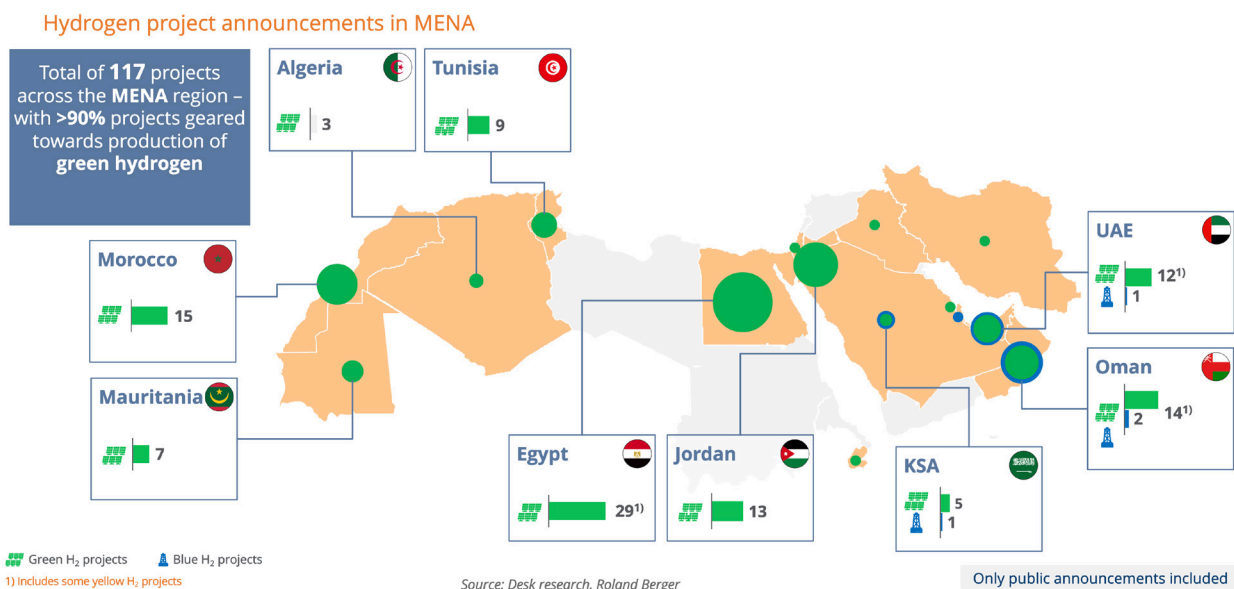 Hydrogen project announcements in MENA
Total of 117 projects
across the MENA region –
with >90% projects geared
towards production of
green hydrogen
Algeria
3
Tunisia
9
Morocco
15
Mauritania
7
Egypt
29¹⁾
Jordan
13
KSA
5
1
UAE
12¹⁾
1
Oman
14¹⁾
2
Green H₂ projects
Blue H₂ projects
1) Includes some yellow H₂ projects
Source: Desk research, Roland Berger
Only public announcements included